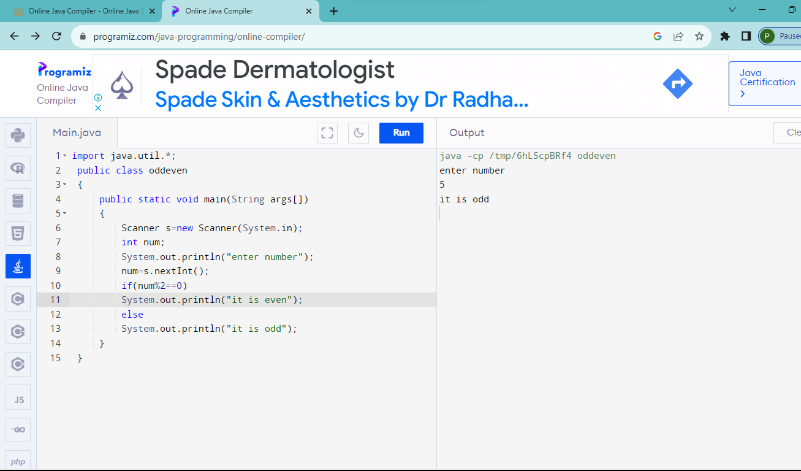 Online Java Compiler - Online Java
Online Java Compiler
programiz.com/java-programming/online-compiler/
G
P
Paused
Programiz
Online Java
Compiler
Spade Dermatologist
Spade Skin & Aesthetics by Dr Radha...
Java
Certification
Main.java
Run
Output
Cle
1 import java.util.*;
2 public class oddeven
3 {
4 public static void main(String args[])
5 {
6 Scanner s=new Scanner(System.in);
7 int num;
8 System.out.println("enter number");
9 num=s.nextInt();
10 if(num%2==0)
11 System.out.println("it is even");
12 else
13 System.out.println("it is odd");
14 }
15 }
java -cp /tmp/6hLScpBRf4 oddeven
enter number
5
it is odd
JS
GO
php